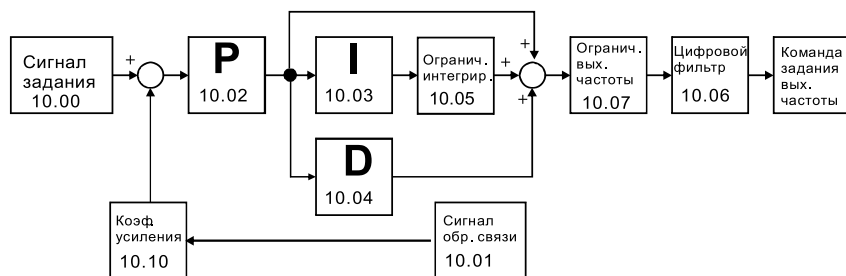 Сигнал
задания
10.00
+
P
10.02
I
10.03
Огранич.
интегрир.
10.05
+
+
+
Огранич.
вых.
частоты
10.07
Цифровой
фильтр
10.06
Команда
задания
вых.
частоты
D
10.04
Коэф.
усиления
10.10
Сигнал
обр. связи
10.01